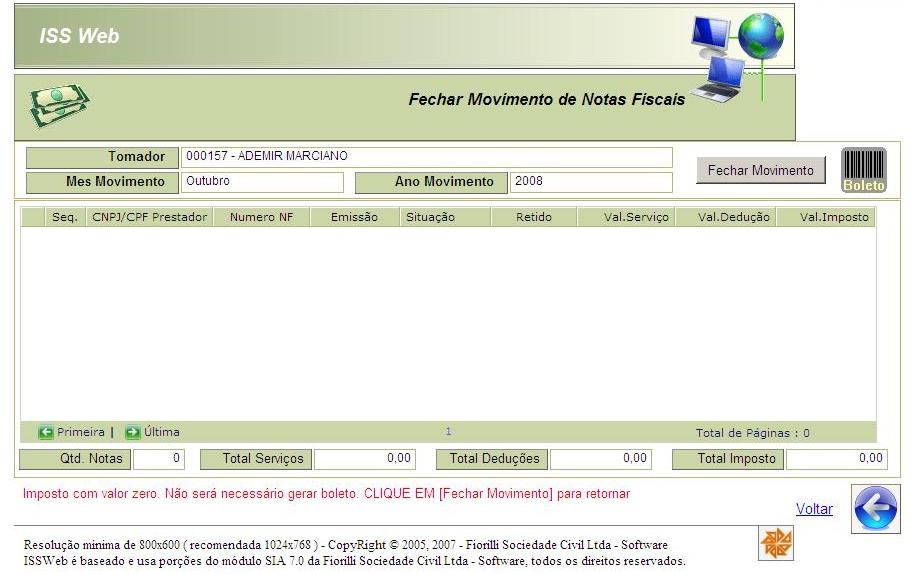 ISS Web
Fechar Movimento de Notas Fiscais
Tomador 000157 - ADEMIR MARCIANO
Mes Movimento Outubro Ano Movimento 2008
Fechar Movimento
Boleto
Seq. CNPJ/CPF Prestador Numero NF Emissão Situação Retido Val.Serviço Val.Dedução Val.Imposto
Primeira | Última 1 Total de Páginas : 0
Qtd. Notas 0 Total Serviços 0,00 Total Deduções 0,00 Total Imposto 0,00
Imposto com valor zero. Não será necessário gerar boleto. CLIQUE EM [Fechar Movimento] para retornar
Voltar
Resolução minima de 800x600 ( recomendada 1024x768 ) - CopyRight © 2005, 2007 - Fiorilli Sociedade Civil Ltda - Software
ISSWeb é baseado e usa porções do módulo SIA 7.0 da Fiorilli Sociedade Civil Ltda - Software, todos os direitos reservados.